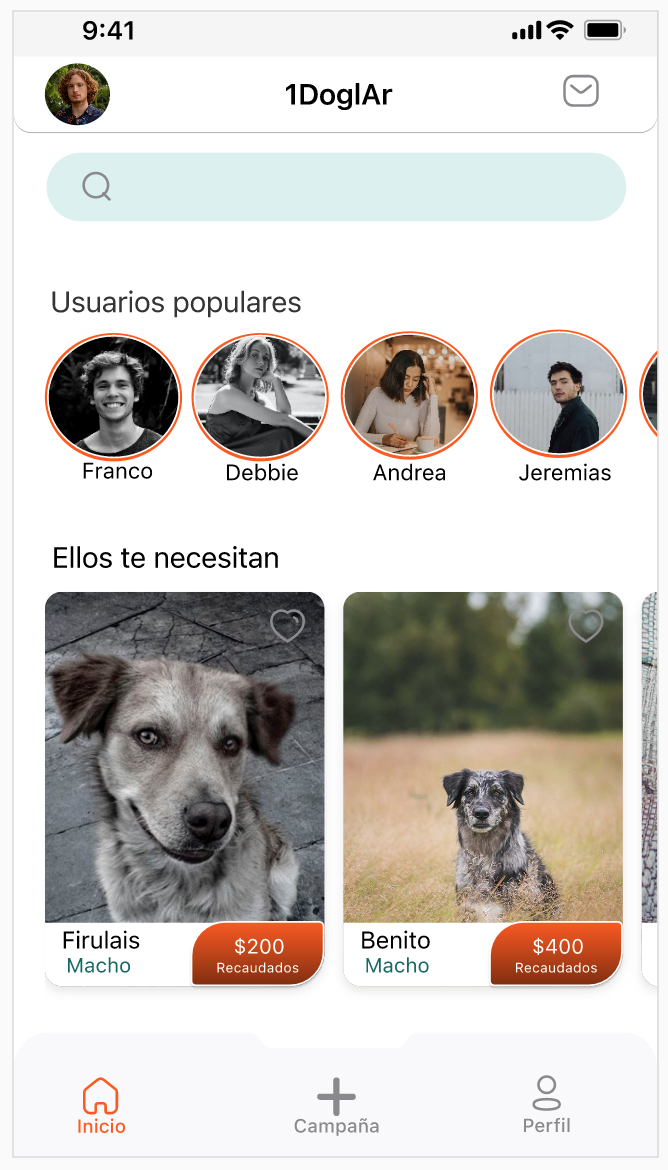 9:41
1DoglAr
Usuarios populares
Franco
Debbie
Andrea
Jeremias
Ellos te necesitan
Firulais
Macho
$200
Recaudados
Benito
Macho
$400
Recaudados
Inicio
Campaña
Perfil